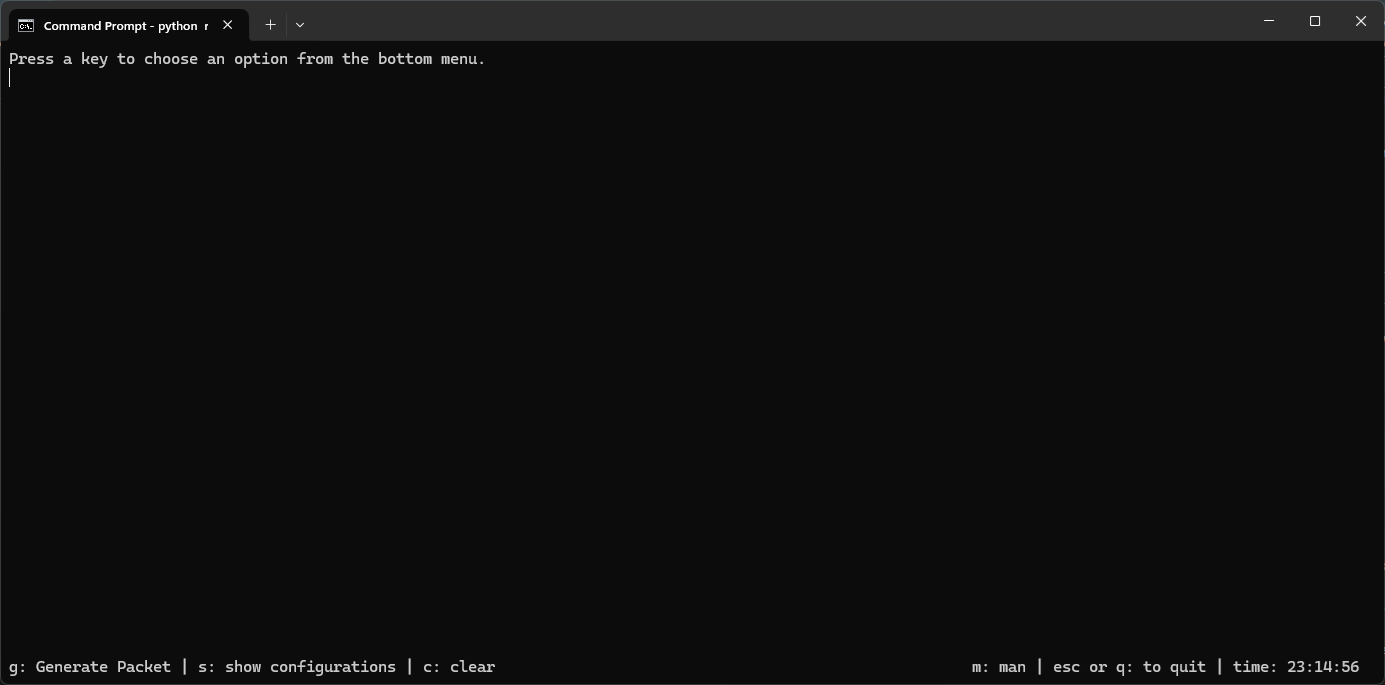 Command Prompt - python
Press a key to choose an option from the bottom menu.
g: Generate Packet | s: show configurations | c: clear
m: man | esc or q: to quit | time: 23:14:56